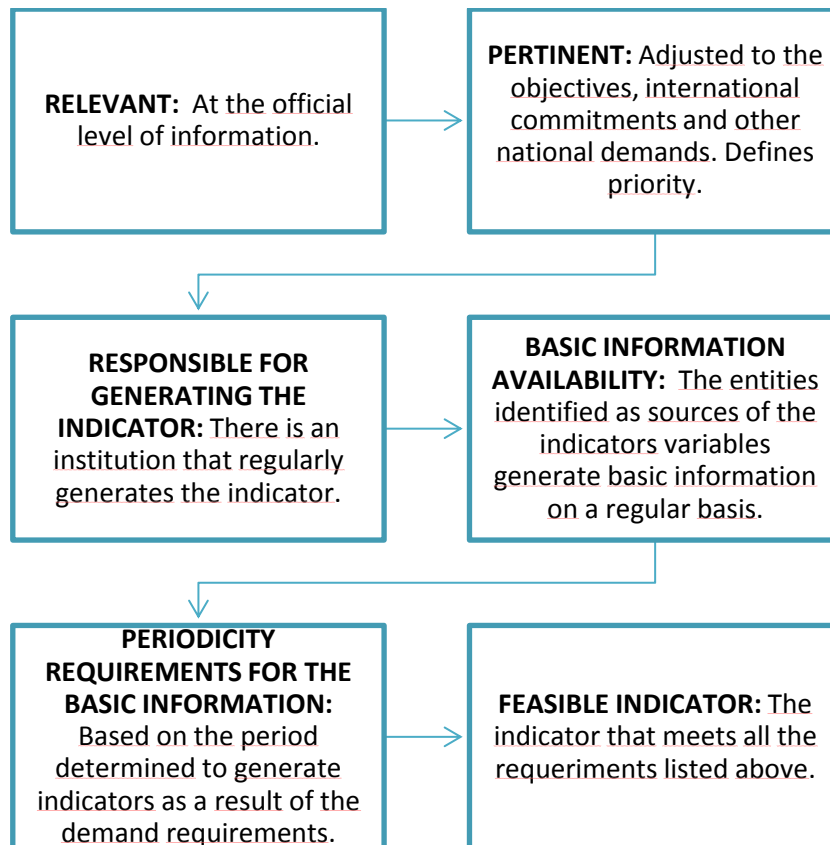 RELEVANT: At the official
level of information.
PERTINENT: Adjusted to the
objectives, international
commitments and other
national demands. Defines
priority.
RESPONSIBLE FOR
GENERATING THE
INDICATOR: There is an
institution that regularly
generates the indicator.
BASIC INFORMATION
AVAILABILITY: The entities
identified as sources of the
indicators variables
generate basic information
on a regular basis.
PERIODICITY
REQUIREMENTS FOR THE
BASIC INFORMATION:
Based on the period
determined to generate
indicators as a result of the
demand requirements.
FEASIBLE INDICATOR: The
indicator that meets all the
requeriments listed above.